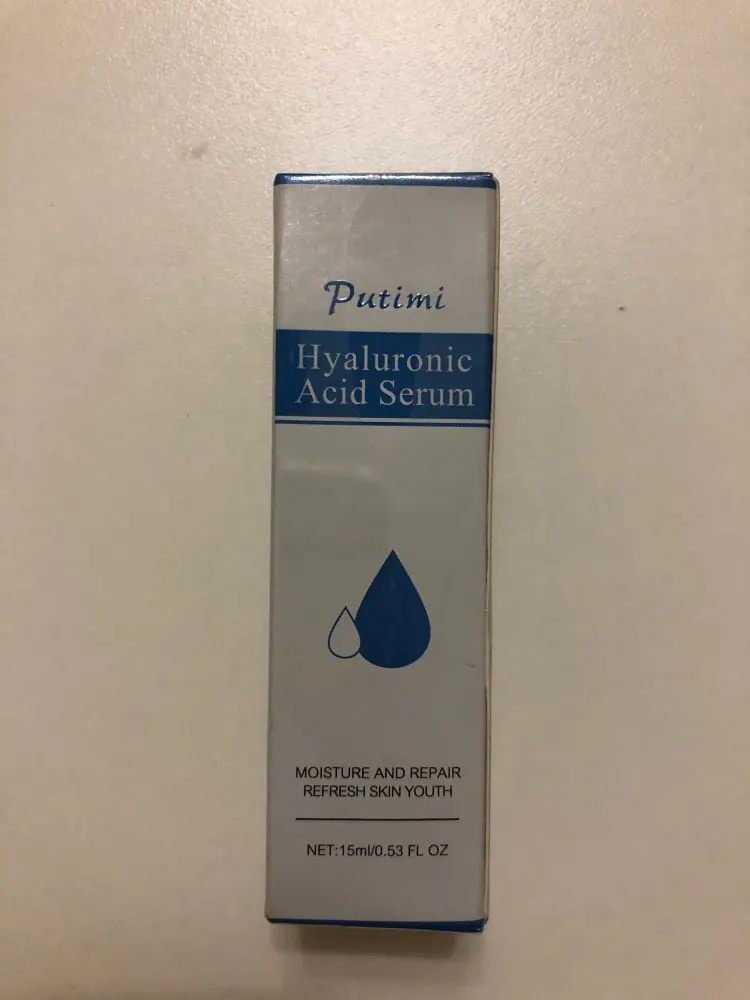 Putimi
Hyaluronic
Acid Serum
MOISTURE AND REPAIR
REFRESH SKIN YOUTH
NET:15ml/0.53 FL OZ